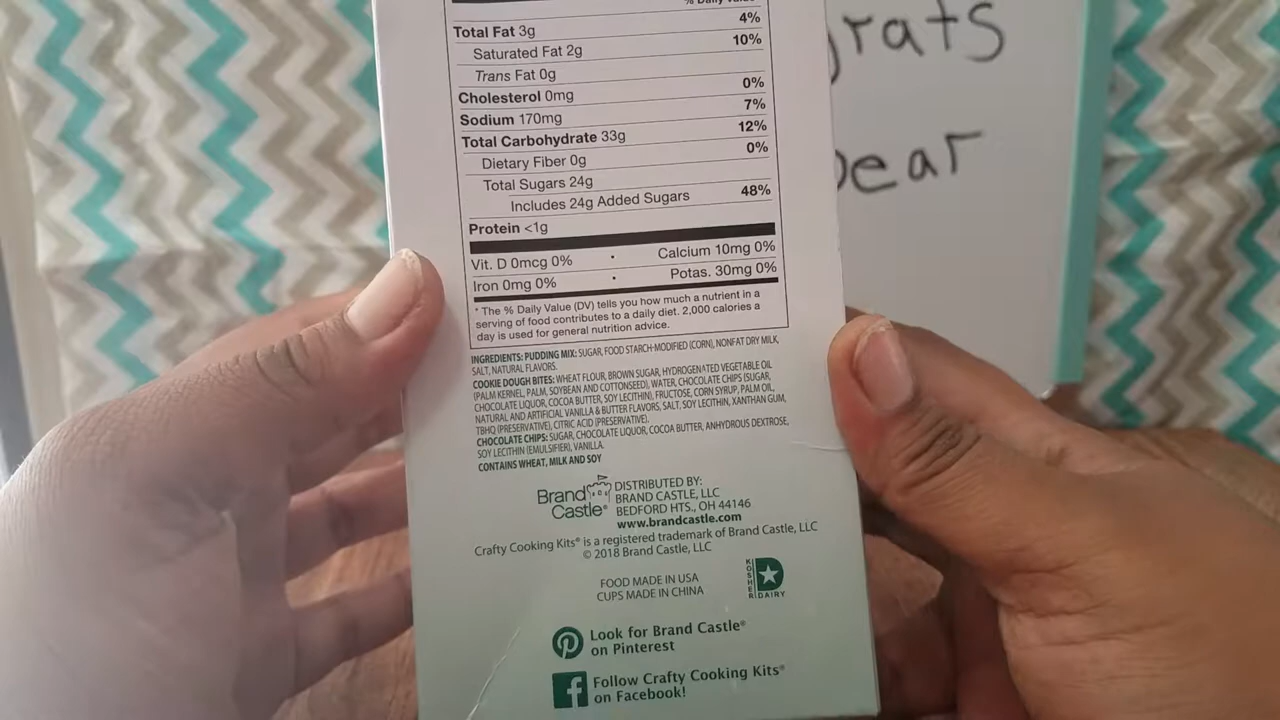 % Daily Value*
Total Fat 3g 4%
Saturated Fat 2g 10%
Trans Fat 0g
Cholesterol 0mg 0%
Sodium 170mg 7%
Total Carbohydrate 33g 12%
Dietary Fiber 0g 0%
Total Sugars 24g
Includes 24g Added Sugars 48%
Protein <1g
Vit. D 0mcg 0% • Calcium 10mg 0%
Iron 0mg 0% • Potas. 30mg 0%
* The % Daily Value (DV) tells you how much a nutrient in a
serving of food contributes to a daily diet. 2,000 calories a
day is used for general nutrition advice.
INGREDIENTS: PUDDING MIX: SUGAR, FOOD STARCH-MODIFIED (CORN), NONFAT DRY MILK,
SALT, NATURAL FLAVORS.
COOKIE DOUGH BITES: WHEAT FLOUR, BROWN SUGAR, HYDROGENATED VEGETABLE OIL
(PALM KERNEL, PALM, SOYBEAN AND COTTONSEED), WATER, CHOCOLATE CHIPS (SUGAR,
CHOCOLATE LIQUOR, COCOA BUTTER, SOY LECITHIN), FRUCTOSE, CORN SYRUP, PALM OIL,
NATURAL AND ARTIFICIAL VANILLA & BUTTER FLAVORS, SALT, SOY LECITHIN, XANTHAN GUM,
TBHQ (PRESERVATIVE), CITRIC ACID (PRESERVATIVE).
CHOCOLATE CHIPS: SUGAR, CHOCOLATE LIQUOR, COCOA BUTTER, ANHYDROUS DEXTROSE,
SOY LECITHIN (EMULSIFIER), VANILLA.
CONTAINS WHEAT, MILK AND SOY
Brand
Castle®
DISTRIBUTED BY:
BRAND CASTLE, LLC
BEDFORD HTS., OH 44146
www.brandcastle.com
Crafty Cooking Kits® is a registered trademark of Brand Castle, LLC
© 2018 Brand Castle, LLC
FOOD MADE IN USA
CUPS MADE IN CHINA
KOSHER D DAIRY
Look for Brand Castle®
on Pinterest
Follow Crafty Cooking Kits®
on Facebook!
rats
ear